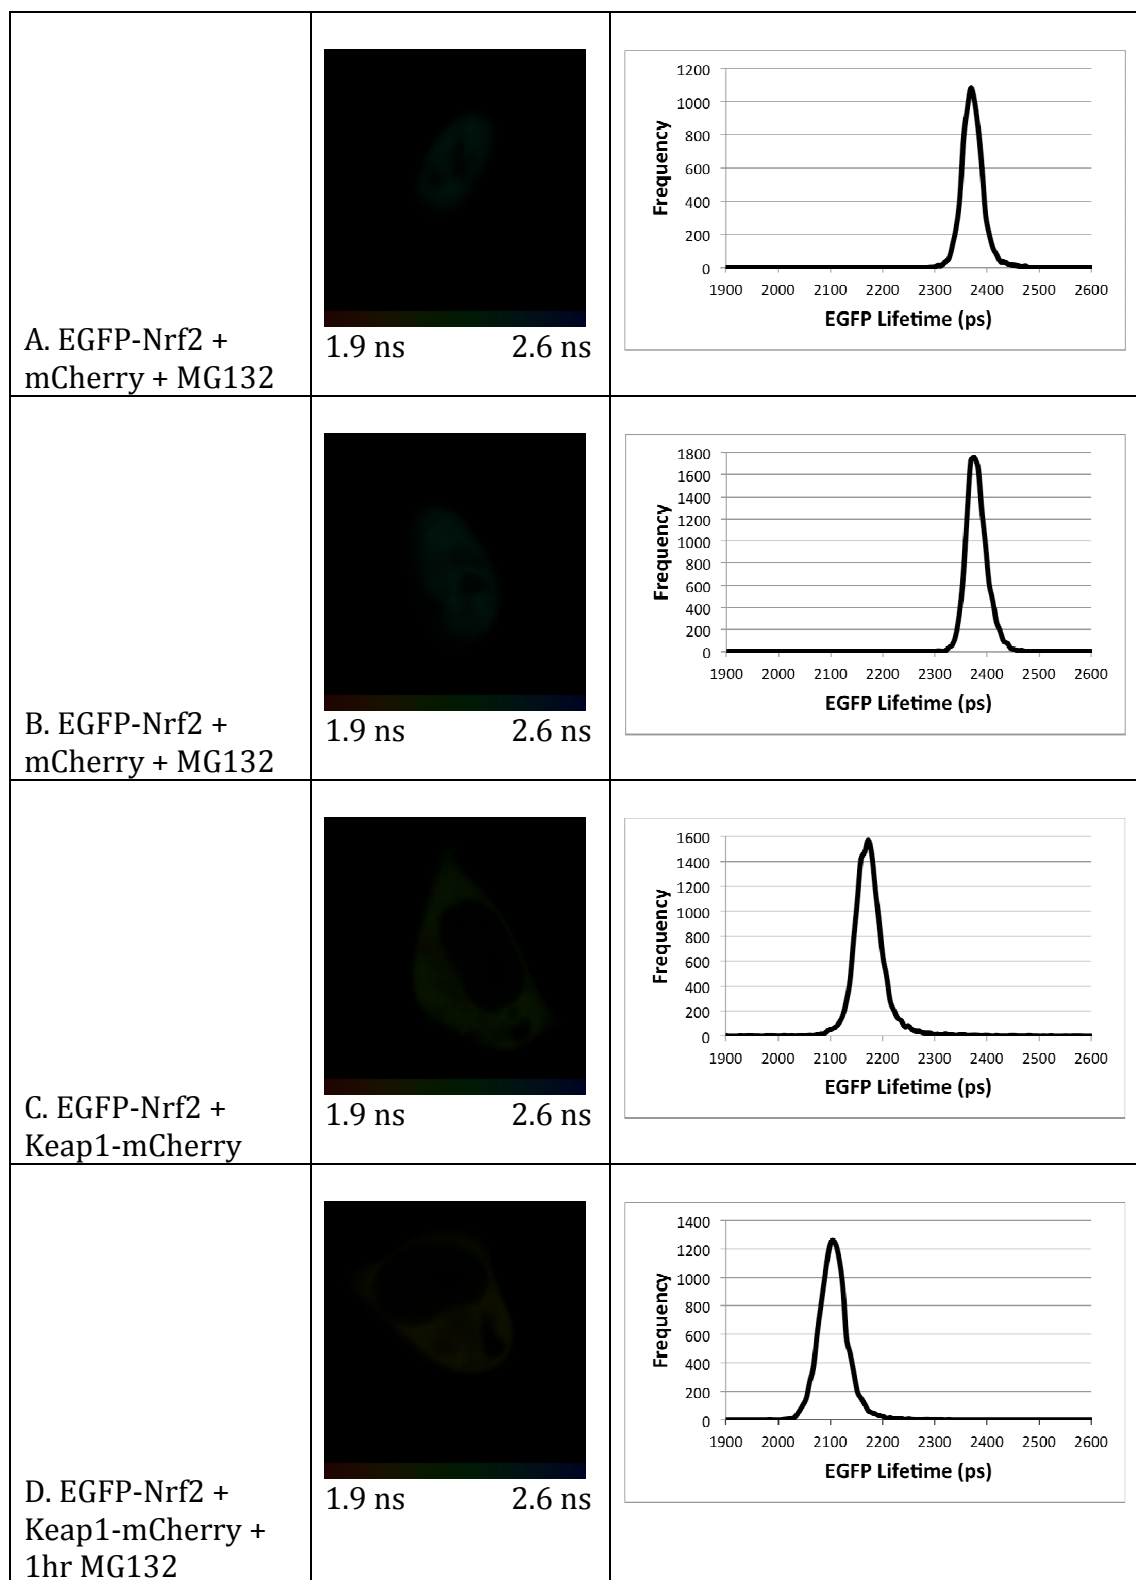 A. EGFP-Nrf2 +
mCherry + MG132
1.9 ns 2.6 ns
1200
1000
800
600
400
200
0
Frequency
1900 2000 2100 2200 2300 2400 2500 2600
EGFP Lifetime (ps)
B. EGFP-Nrf2 +
mCherry + MG132
1.9 ns 2.6 ns
1800
1600
1400
1200
1000
800
600
400
200
0
Frequency
1900 2000 2100 2200 2300 2400 2500 2600
EGFP Lifetime (ps)
C. EGFP-Nrf2 +
Keap1-mCherry
1.9 ns 2.6 ns
1600
1400
1200
1000
800
600
400
200
0
Frequency
1900 2000 2100 2200 2300 2400 2500 2600
EGFP Lifetime (ps)
D. EGFP-Nrf2 +
Keap1-mCherry +
1hr MG132
1.9 ns 2.6 ns
1400
1200
1000
800
600
400
200
0
Frequency
1900 2000 2100 2200 2300 2400 2500 2600
EGFP Lifetime (ps)